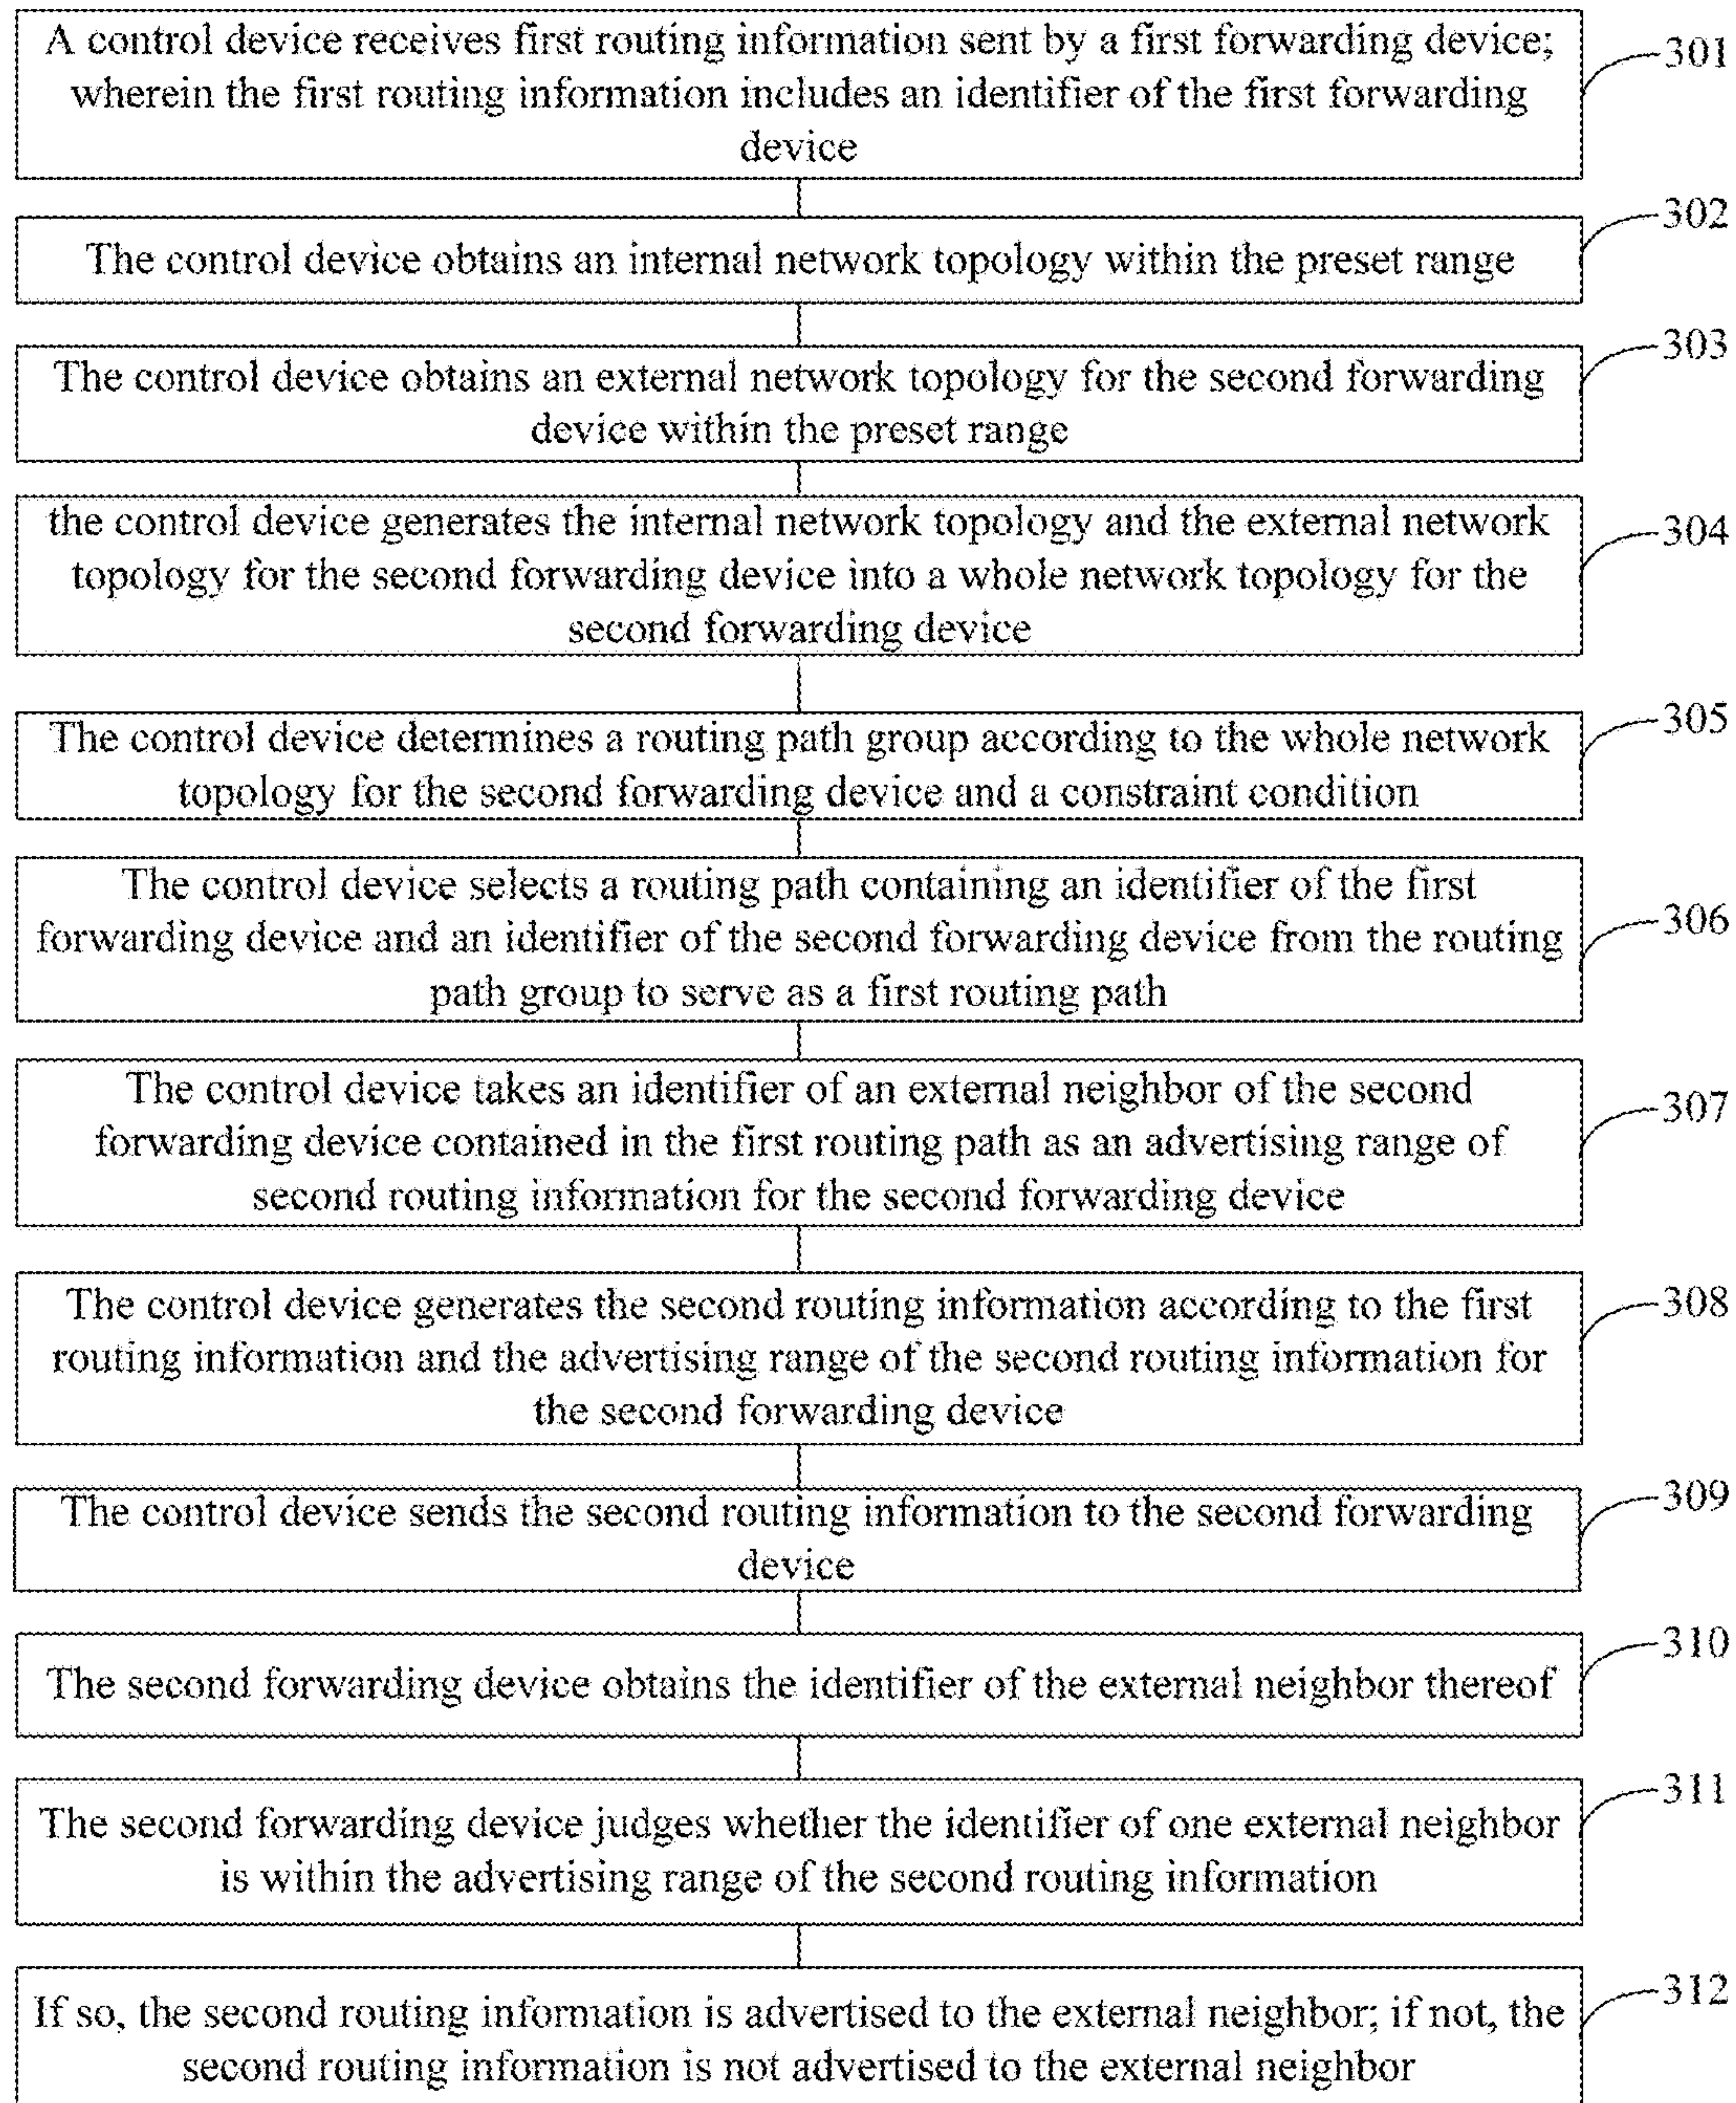 A control device receives first routing information sent by a first forwarding device;
wherein the first routing information includes an identifier of the first forwarding
device
301
The control device obtains an internal network topology within the preset range
302
The control device obtains an external network topology for the second forwarding
device within the preset range
303
the control device generates the internal network topology and the external network
topology for the second forwarding device into a whole network topology for the
second forwarding device
304
The control device determines a routing path group according to the whole network
topology for the second forwarding device and a constraint condition
305
The control device selects a routing path containing an identifier of the first
forwarding device and an identifier of the second forwarding device from the routing
path group to serve as a first routing path
306
The control device takes an identifier of an external neighbor of the second
forwarding device contained in the first routing path as an advertising range of
second routing information for the second forwarding device
307
The control device generates the second routing information according to the first
routing information and the advertising range of the second routing information for
the second forwarding device
308
The control device sends the second routing information to the second forwarding
device
309
The second forwarding device obtains the identifier of the external neighbor thereof
310
The second forwarding device judges whether the identifier of one external neighbor
is within the advertising range of the second routing information
311
If so, the second routing information is advertised to the external neighbor; if not, the
second routing information is not advertised to the external neighbor
312